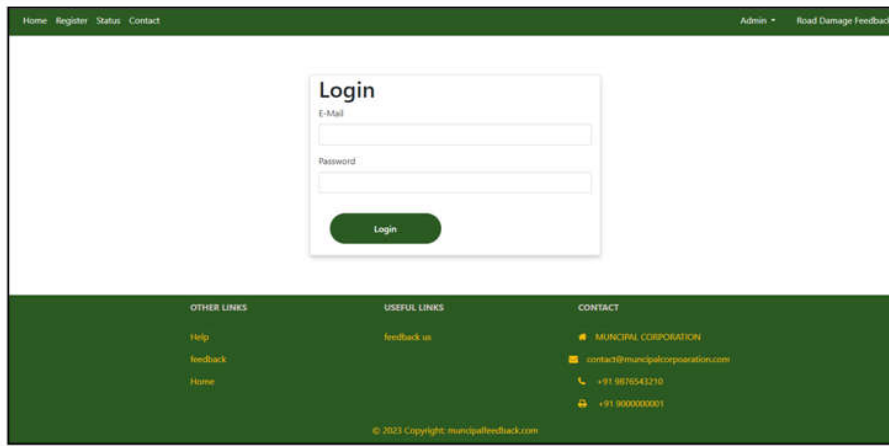 Home Register Status Contact Admin Road Damage Feedback
Login
E-Mail
Password
Login
OTHER LINKS USEFUL LINKS CONTACT
Help feedback us MUNCIPAL CORPORATION
feedback contact@muncipalcorpoaration.com
Home +91 9876543210
+91 9000000001
© 2023 Copyright: muncipalfeedback.com